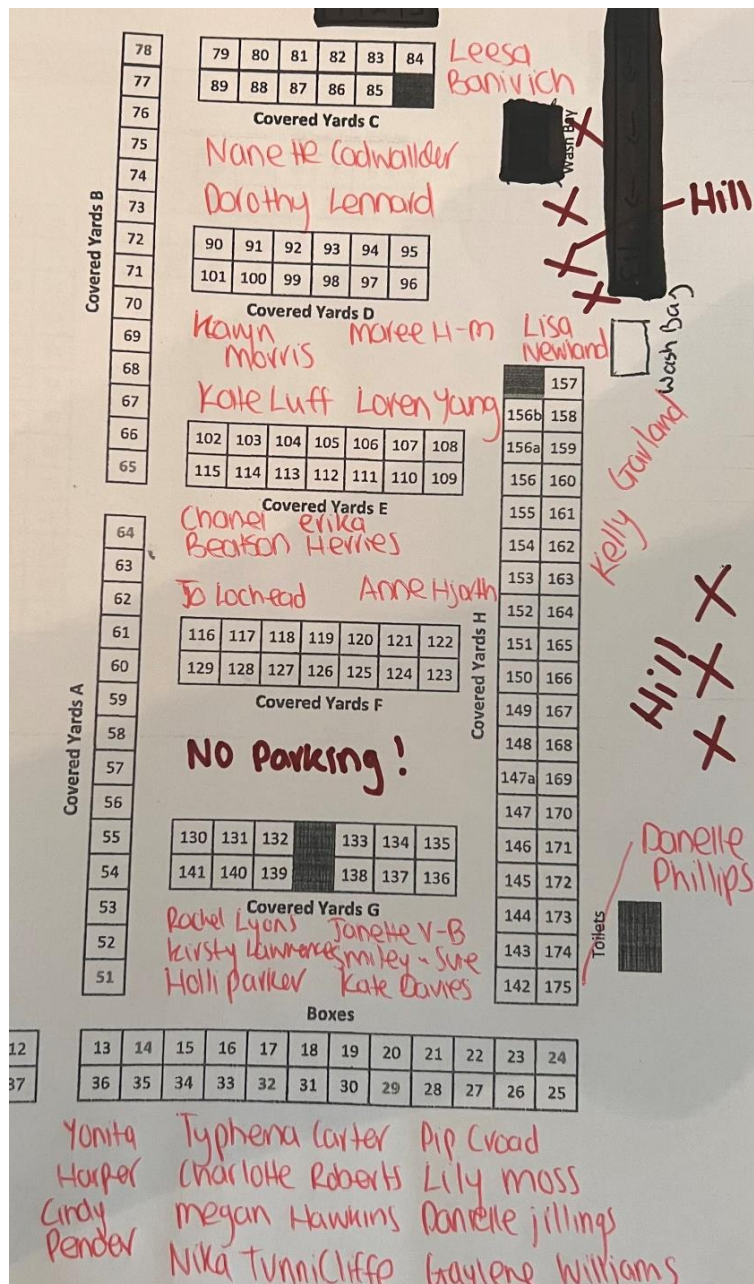 78
77
76
75
74
73
72
71
70
69
68
67
66
65
Covered Yards B
79 80 81 82 83 84
89 88 87 86 85
Covered Yards C
Leesa
Banivich
Wash Bay
Hill
Nanette Cadwallder
Dorothy Lennard
90 91 92 93 94 95
101 100 99 98 97 96
Covered Yards D
Karyn
Morris
Maree H-M
Lisa
Newland
Wash Bay
Kate Luff Loren Yang
102 103 104 105 106 107 108
115 114 113 112 111 110 109
Covered Yards E
Chanel
Beatson
erika
Herries
Jo Lochead
Anne Hjorth
64
63
62
61
60
59
58
57
56
55
54
53
52
51
Covered Yards A
116 117 118 119 120 121 122
129 128 127 126 125 124 123
Covered Yards F
NO Parking!
130 131 132 133 134 135
141 140 139 138 137 136
Covered Yards G
Rachel Lyons Janette V-B
Kirsty Lawrence Smiley-Sure
Holli parker Kate Davies
157
156b 158
156a 159
156 160
155 161
154 162
153 163
152 164
151 165
150 166
149 167
148 168
147a 169
147 170
146 171
145 172
144 173
143 174
142 175
Covered Yards H
Kelly Garland
Hill
X
X
X
X
X
X
X
Danelle
Phillips
Toilets
Boxes
12
37
13 14 15 16 17 18 19 20 21 22 23 24
36 35 34 33 32 31 30 29 28 27 26 25
Yonita
Harper
Cindy
Pender
Typhena Carter
Charlotte Roberts
megan Hawkins
Nika Tunnicliffe
Pip Croad
Lily moss
Danielle jillings
Gaylene Williams